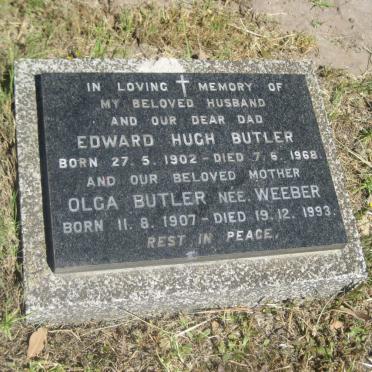 IN LOVING MEMORY OF
MY BELOVED HUSBAND
AND OUR DEAR DAD
EDWARD HUGH BUTLER
BORN 27. 5. 1902 - DIED 7. 6. 1968.
AND OUR BELOVED MOTHER
OLGA BUTLER NÉE. WEEBER
BORN 11. 8. 1907 - DIED 19. 12. 1993.
REST IN PEACE.